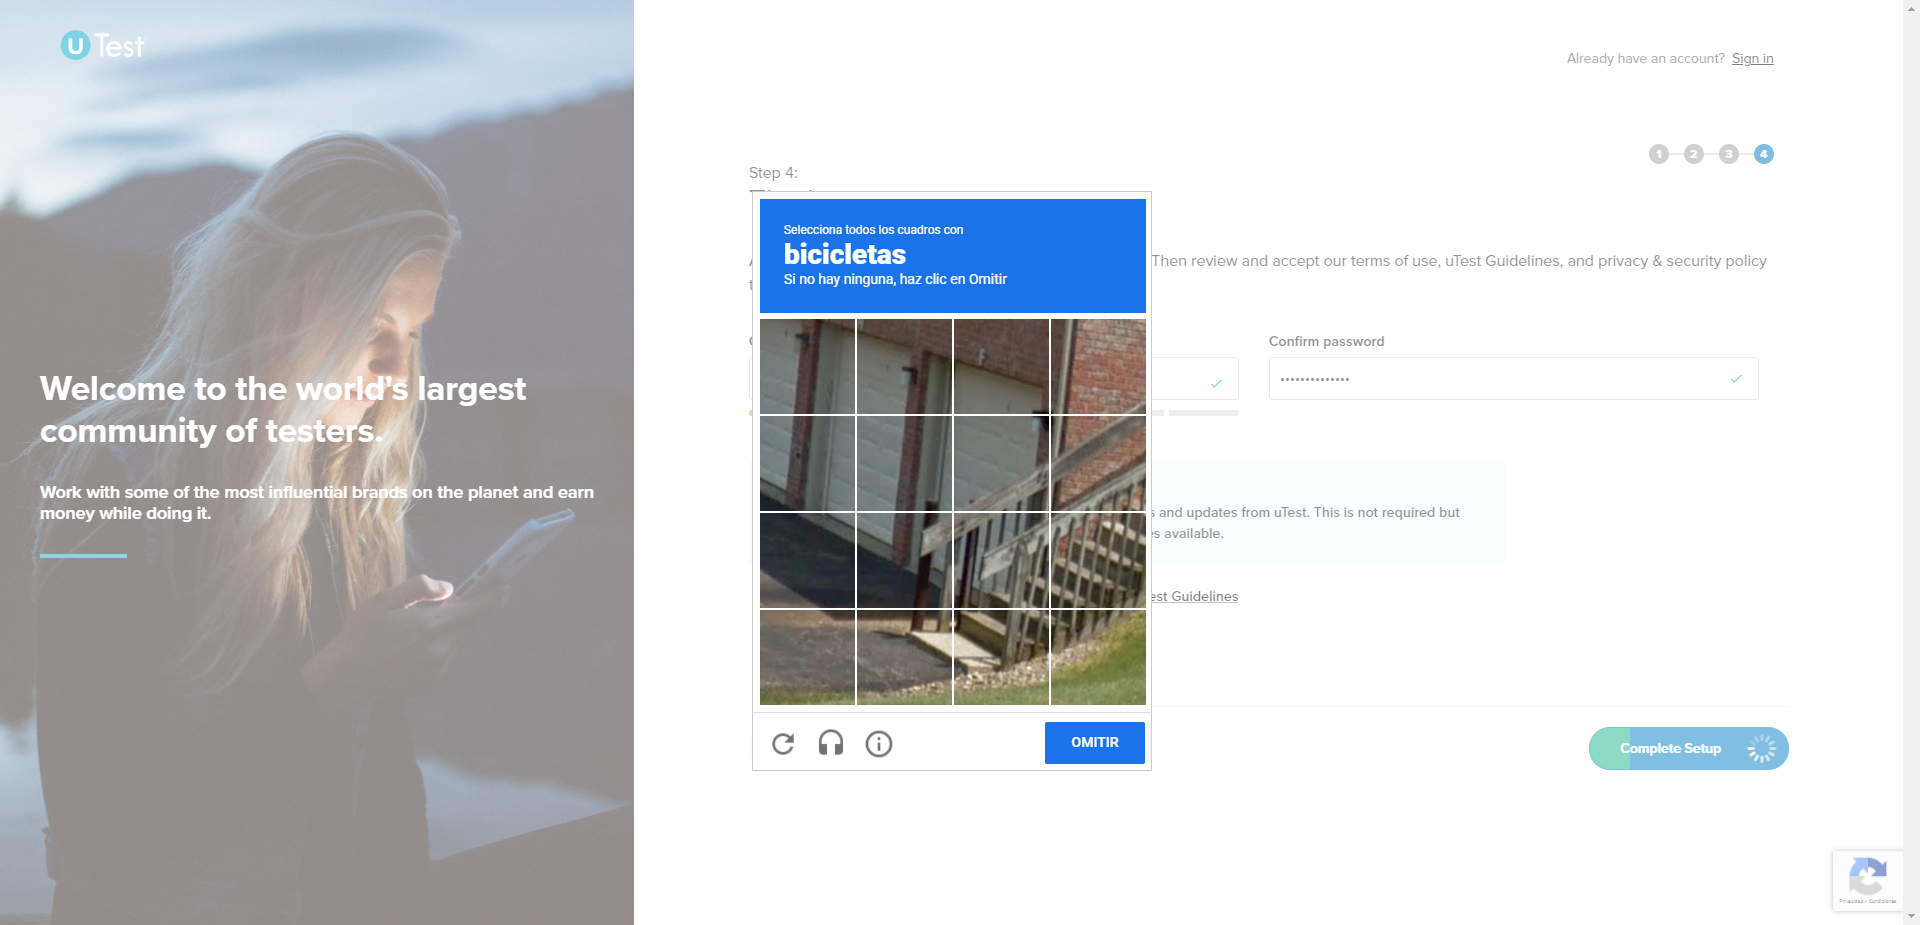 uTest
Already have an account? Sign in
1 2 3 4
Step 4:
Selecciona todos los cuadros con
bicicletas
Si no hay ninguna, haz clic en Omitir
Then review and accept our terms of use, uTest Guidelines, and privacy & security policy
Confirm password
Welcome to the world's largest
community of testers.
Work with some of the most influential brands on the planet and earn
money while doing it.
s and updates from uTest. This is not required but
s available.
est Guidelines
OMITIR
Complete Setup
Privacidad - Condiciones